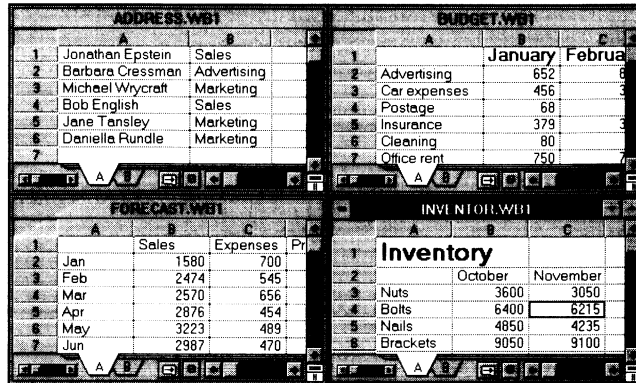 ADDRESS.WB1
A B
1 Jonathan Epstein Sales
2 Barbara Cressman Advertising
3 Michael Wrycraft Marketing
4 Bob English Sales
5 Jane Tansley Marketing
6 Daniella Rundle Marketing
7
A B
BUDGET.WB1
A B C
1 January Februa
2 Advertising 652
3 Car expenses 456 3
4 Postage 68
5 Insurance 379 3
6 Cleaning 80
7 Office rent 750 7
A B
FORECAST.WB1
A B C
1 Sales Expenses Pr
2 Jan 1580 700
3 Feb 2474 545
4 Mar 2570 656
5 Apr 2876 454
6 May 3223 489
7 Jun 2987 470
A B
INVENTOR.WB1
A B C
1 Inventory
2 October November
3 Nuts 3600 3050
4 Bolts 6400 6215
5 Nails 4850 4235
6 Brackets 9050 9100
A B